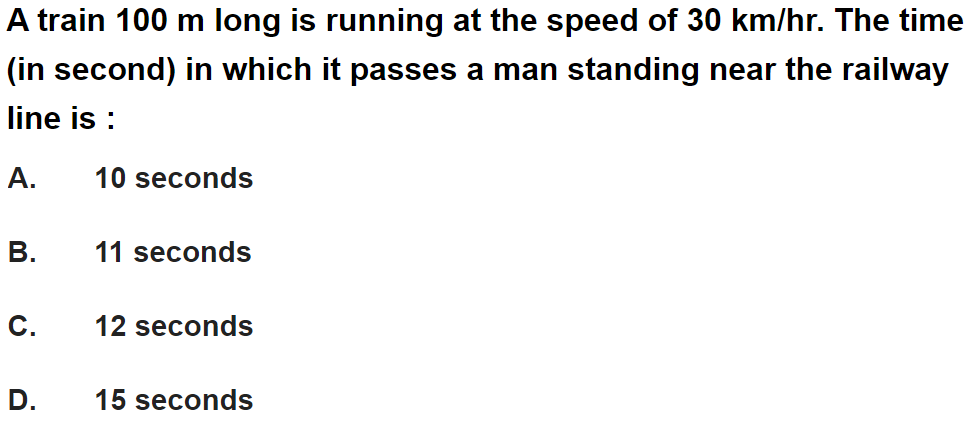 A train 100 m long is running at the speed of 30 km/hr. The time
(in second) in which it passes a man standing near the railway
line is :
A. 10 seconds
B. 11 seconds
C. 12 seconds
D. 15 seconds